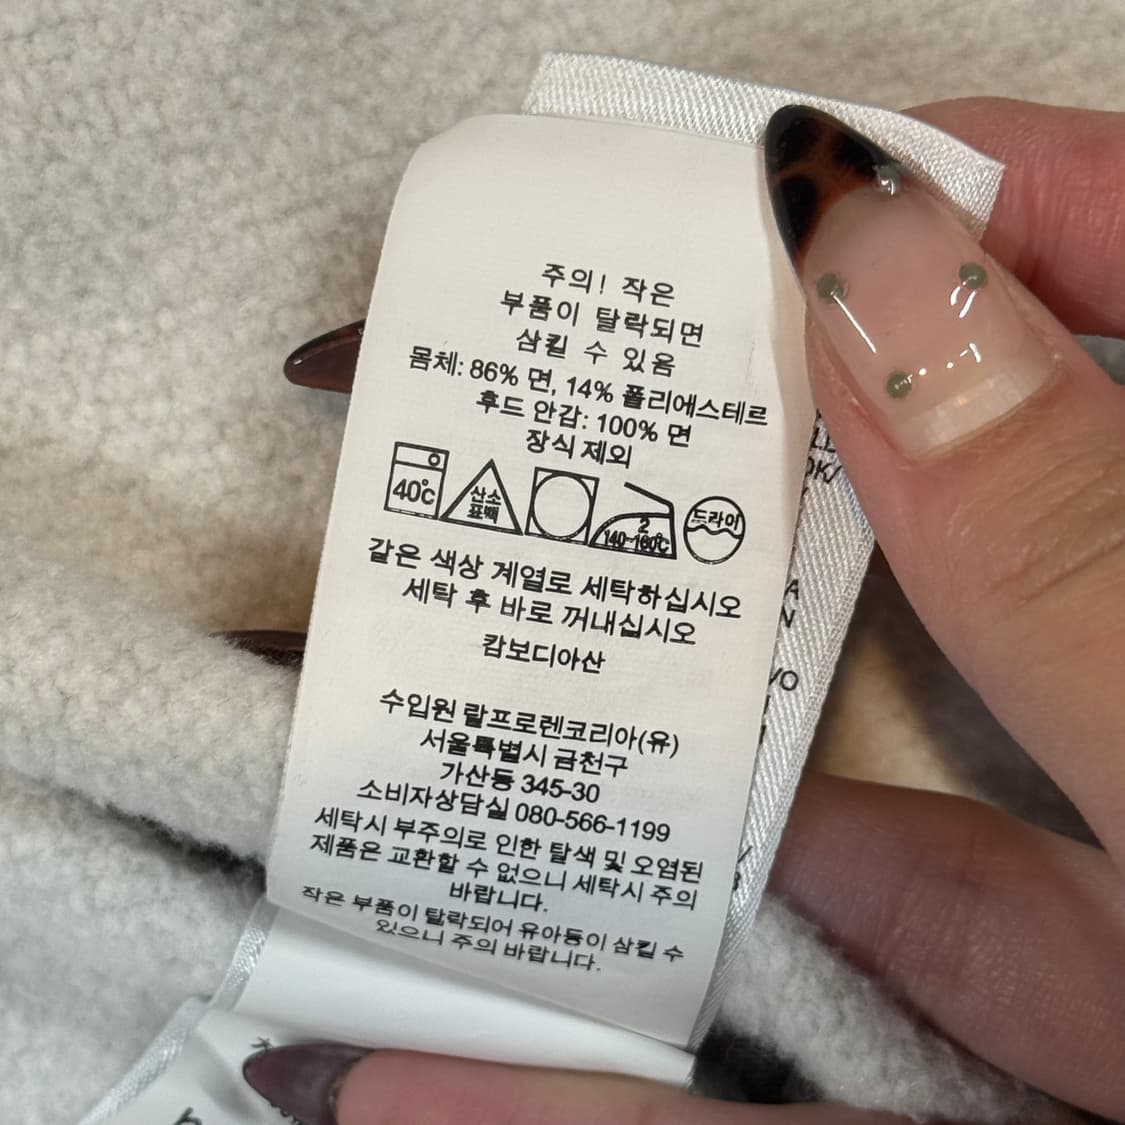 주의! 작은
부품이 탈락되면
삼킬 수 있음
몸체: 86% 면, 14% 폴리에스테르
후드 안감: 100% 면
장식 제외
40℃ 산소 표백 2 140-160℃ 드라이
같은 색상 계열로 세탁하십시오
세탁 후 바로 꺼내십시오
캄보디아산
수입원 랄프로렌코리아(유)
서울특별시 금천구
가산동 345-30
소비자상담실 080-566-1199
세탁시 부주의로 인한 탈색 및 오염된
제품은 교환할 수 없으니 세탁시 주의
바랍니다.
작은 부품이 탈락되어 유아등이 삼킬 수
있으니 주의 바랍니다.